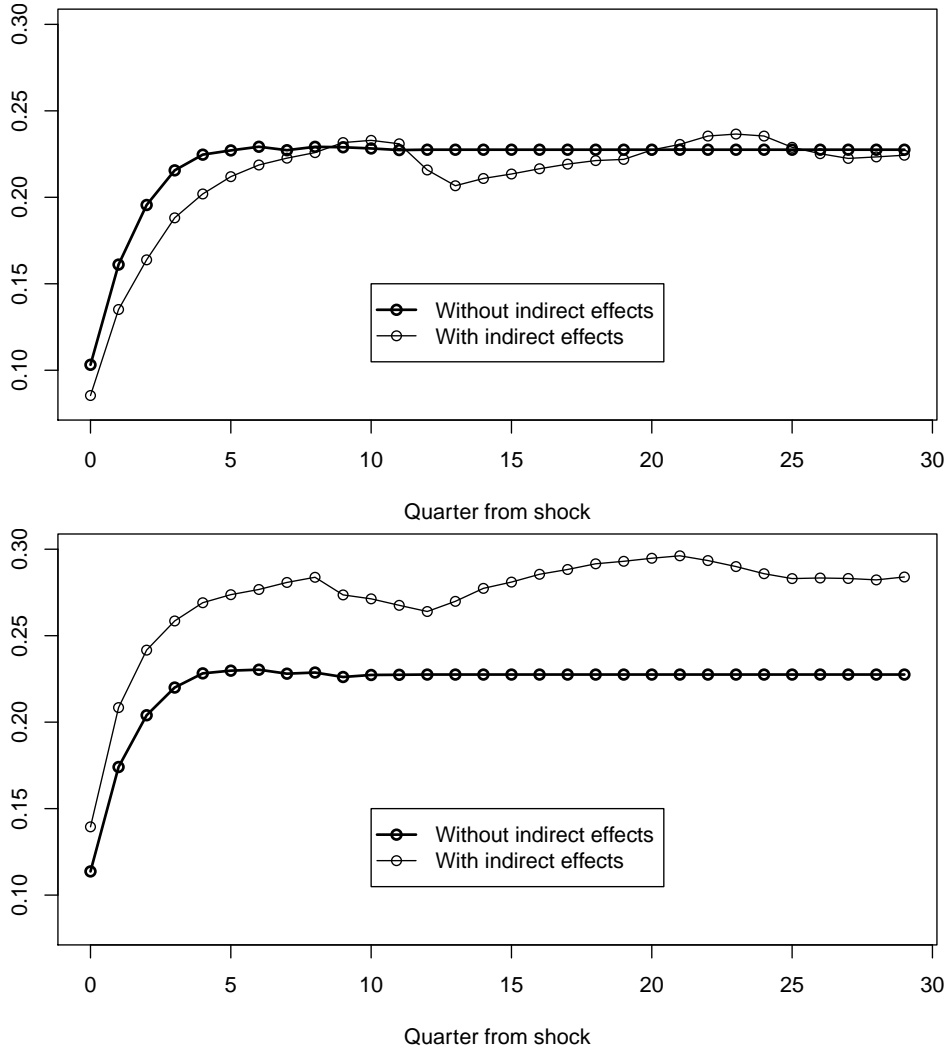 0.30
0.25
0.20
0.15
0.10
Without indirect effects
With indirect effects
0 5 10 15 20 25 30
Quarter from shock
0.30
0.25
0.20
0.15
0.10
Without indirect effects
With indirect effects
0 5 10 15 20 25 30
Quarter from shock